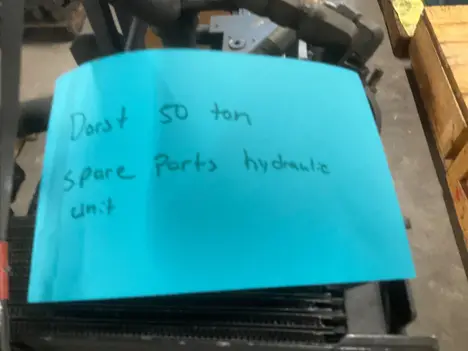 Dorst 50 ton
Spare Parts hydraulic
unit